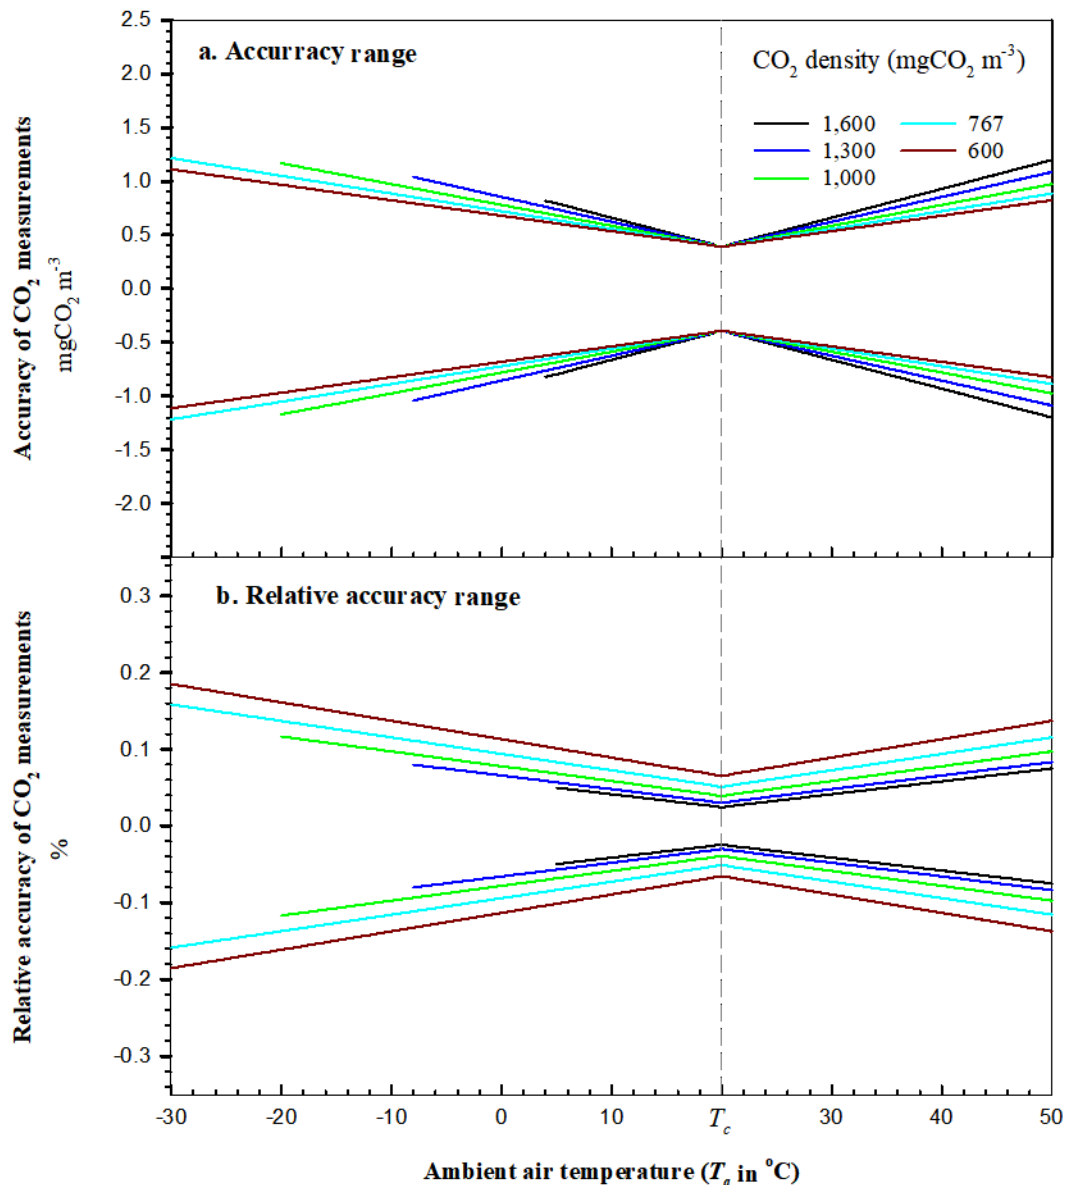 a. Accurracy range
CO2 density (mgCO2 m-3)
1,600 767
1,300 600
1,000
Accuracy of CO2 measurements
mgCO2 m-3
2.5
2.0
1.5
1.0
0.5
0.0
-0.5
-1.0
-1.5
-2.0
b. Relative accuracy range
Relative accuracy of CO2 measurements
%
0.3
0.2
0.1
0.0
-0.1
-0.2
-0.3
-30 -20 -10 0 10 Tc 30 40 50
Ambient air temperature (Ta in °C)